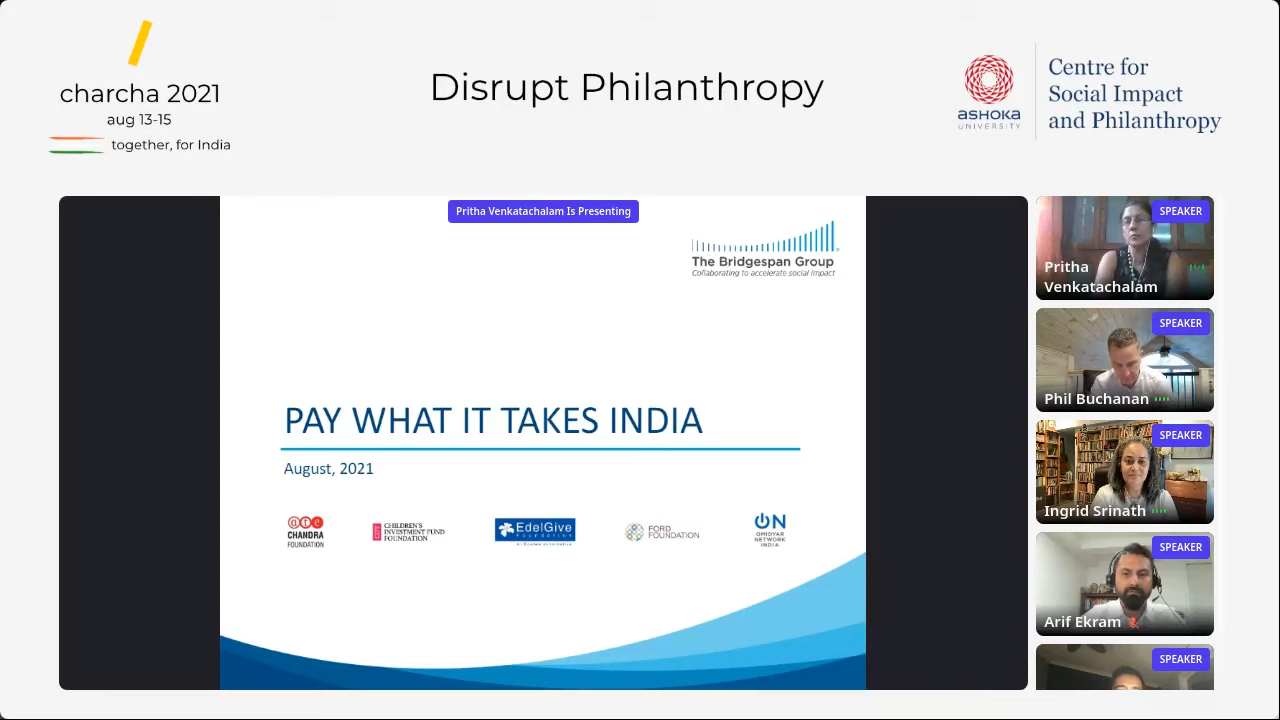 charcha 2021
aug 13-15
together, for India
Disrupt Philanthropy
ASHOKA
UNIVERSITY
Centre for
Social Impact
and Philanthropy
Pritha Venkatachalam Is Presenting
The Bridgespan Group
Collaborating to accelerate social impact
PAY WHAT IT TAKES INDIA
August, 2021
ate
CHANDRA
FOUNDATION
CHILDREN'S
INVESTMENT FUND
FOUNDATION
EdelGive
Foundation
FORD
FOUNDATION
ON
OMIDYAR
NETWORK
INDIA
SPEAKER
Pritha
Venkatachalam
SPEAKER
Phil Buchanan
SPEAKER
Ingrid Srinath
SPEAKER
Arif Ekram
SPEAKER